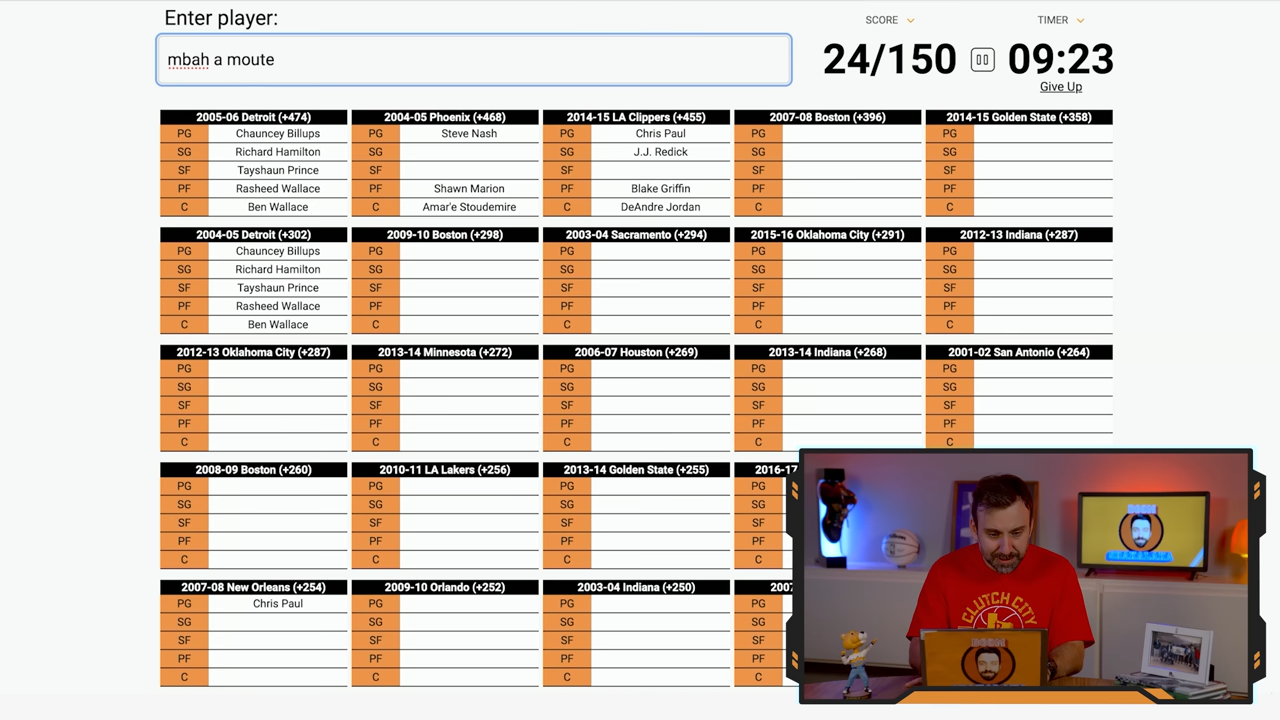 Enter player:
mbah a moute
SCORE
24/150
TIMER
09:23
Give Up
2005-06 Detroit (+474)
PG Chauncey Billups
SG Richard Hamilton
SF Tayshaun Prince
PF Rasheed Wallace
C Ben Wallace
2004-05 Phoenix (+468)
PG Steve Nash
SG
SF
PF Shawn Marion
C Amar'e Stoudemire
2014-15 LA Clippers (+455)
PG Chris Paul
SG J.J. Redick
SF
PF Blake Griffin
C DeAndre Jordan
2007-08 Boston (+396)
PG
SG
SF
PF
C
2014-15 Golden State (+358)
PG
SG
SF
PF
C
2004-05 Detroit (+302)
PG Chauncey Billups
SG Richard Hamilton
SF Tayshaun Prince
PF Rasheed Wallace
C Ben Wallace
2009-10 Boston (+298)
PG
SG
SF
PF
C
2003-04 Sacramento (+294)
PG
SG
SF
PF
C
2015-16 Oklahoma City (+291)
PG
SG
SF
PF
C
2012-13 Indiana (+287)
PG
SG
SF
PF
C
2012-13 Oklahoma City (+287)
PG
SG
SF
PF
C
2013-14 Minnesota (+272)
PG
SG
SF
PF
C
2006-07 Houston (+269)
PG
SG
SF
PF
C
2013-14 Indiana (+268)
PG
SG
SF
PF
C
2001-02 San Antonio (+264)
PG
SG
SF
PF
C
2008-09 Boston (+260)
PG
SG
SF
PF
C
2010-11 LA Lakers (+256)
PG
SG
SF
PF
C
2013-14 Golden State (+255)
PG
SG
SF
PF
C
2016-17
PG
SG
SF
PF
C
2007-08 New Orleans (+254)
PG Chris Paul
SG
SF
PF
C
2009-10 Orlando (+252)
PG
SG
SF
PF
C
2003-04 Indiana (+250)
PG
SG
SF
PF
C
2007
PG
SG
SF
PF
C
CLUTCH CITY